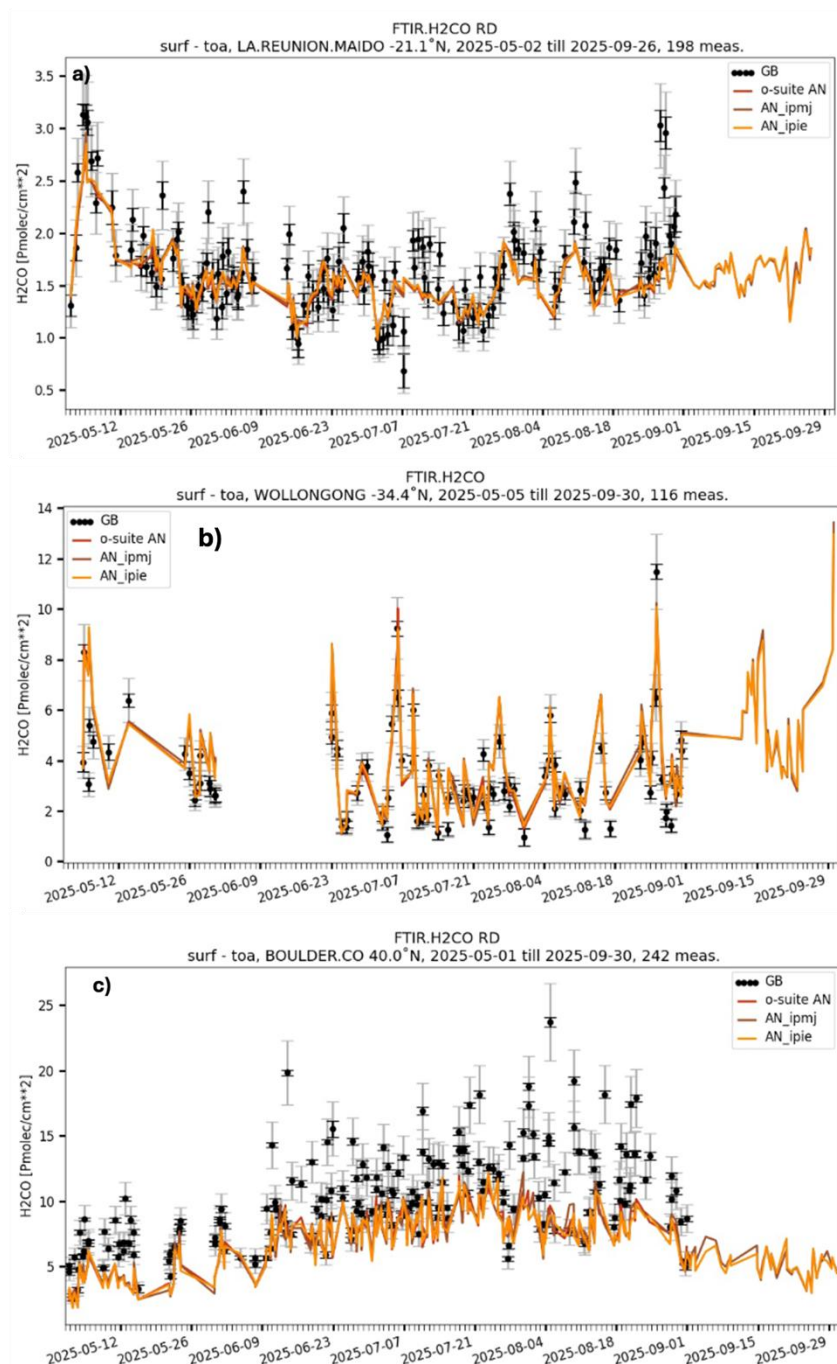 FTIR.H2CO RD
surf - toa, LA.REUNION.MAIDO -21.1°N, 2025-05-02 till 2025-09-26, 198 meas.
a)
GB
o-suite AN
AN_ipmj
AN_ipie
H2CO [Pmolec/cm**2]
3.5
3.0
2.5
2.0
1.5
1.0
0.5
2025-05-12 2025-05-26 2025-06-09 2025-06-23 2025-07-07 2025-07-21 2025-08-04 2025-08-18 2025-09-01 2025-09-15 2025-09-29
FTIR.H2CO
surf - toa, WOLLONGONG -34.4°N, 2025-05-05 till 2025-09-30, 116 meas.
b)
GB
o-suite AN
AN_ipmj
AN_ipie
H2CO [Pmolec/cm**2]
14
12
10
8
6
4
2
0
2025-05-12 2025-05-26 2025-06-09 2025-06-23 2025-07-07 2025-07-21 2025-08-04 2025-08-18 2025-09-01 2025-09-15 2025-09-29
FTIR.H2CO RD
surf - toa, BOULDER.CO 40.0°N, 2025-05-01 till 2025-09-30, 242 meas.
c)
GB
o-suite AN
AN_ipmj
AN_ipie
H2CO [Pmolec/cm**2]
25
20
15
10
5
2025-05-12 2025-05-26 2025-06-09 2025-06-23 2025-07-07 2025-07-21 2025-08-04 2025-08-18 2025-09-01 2025-09-15 2025-09-29